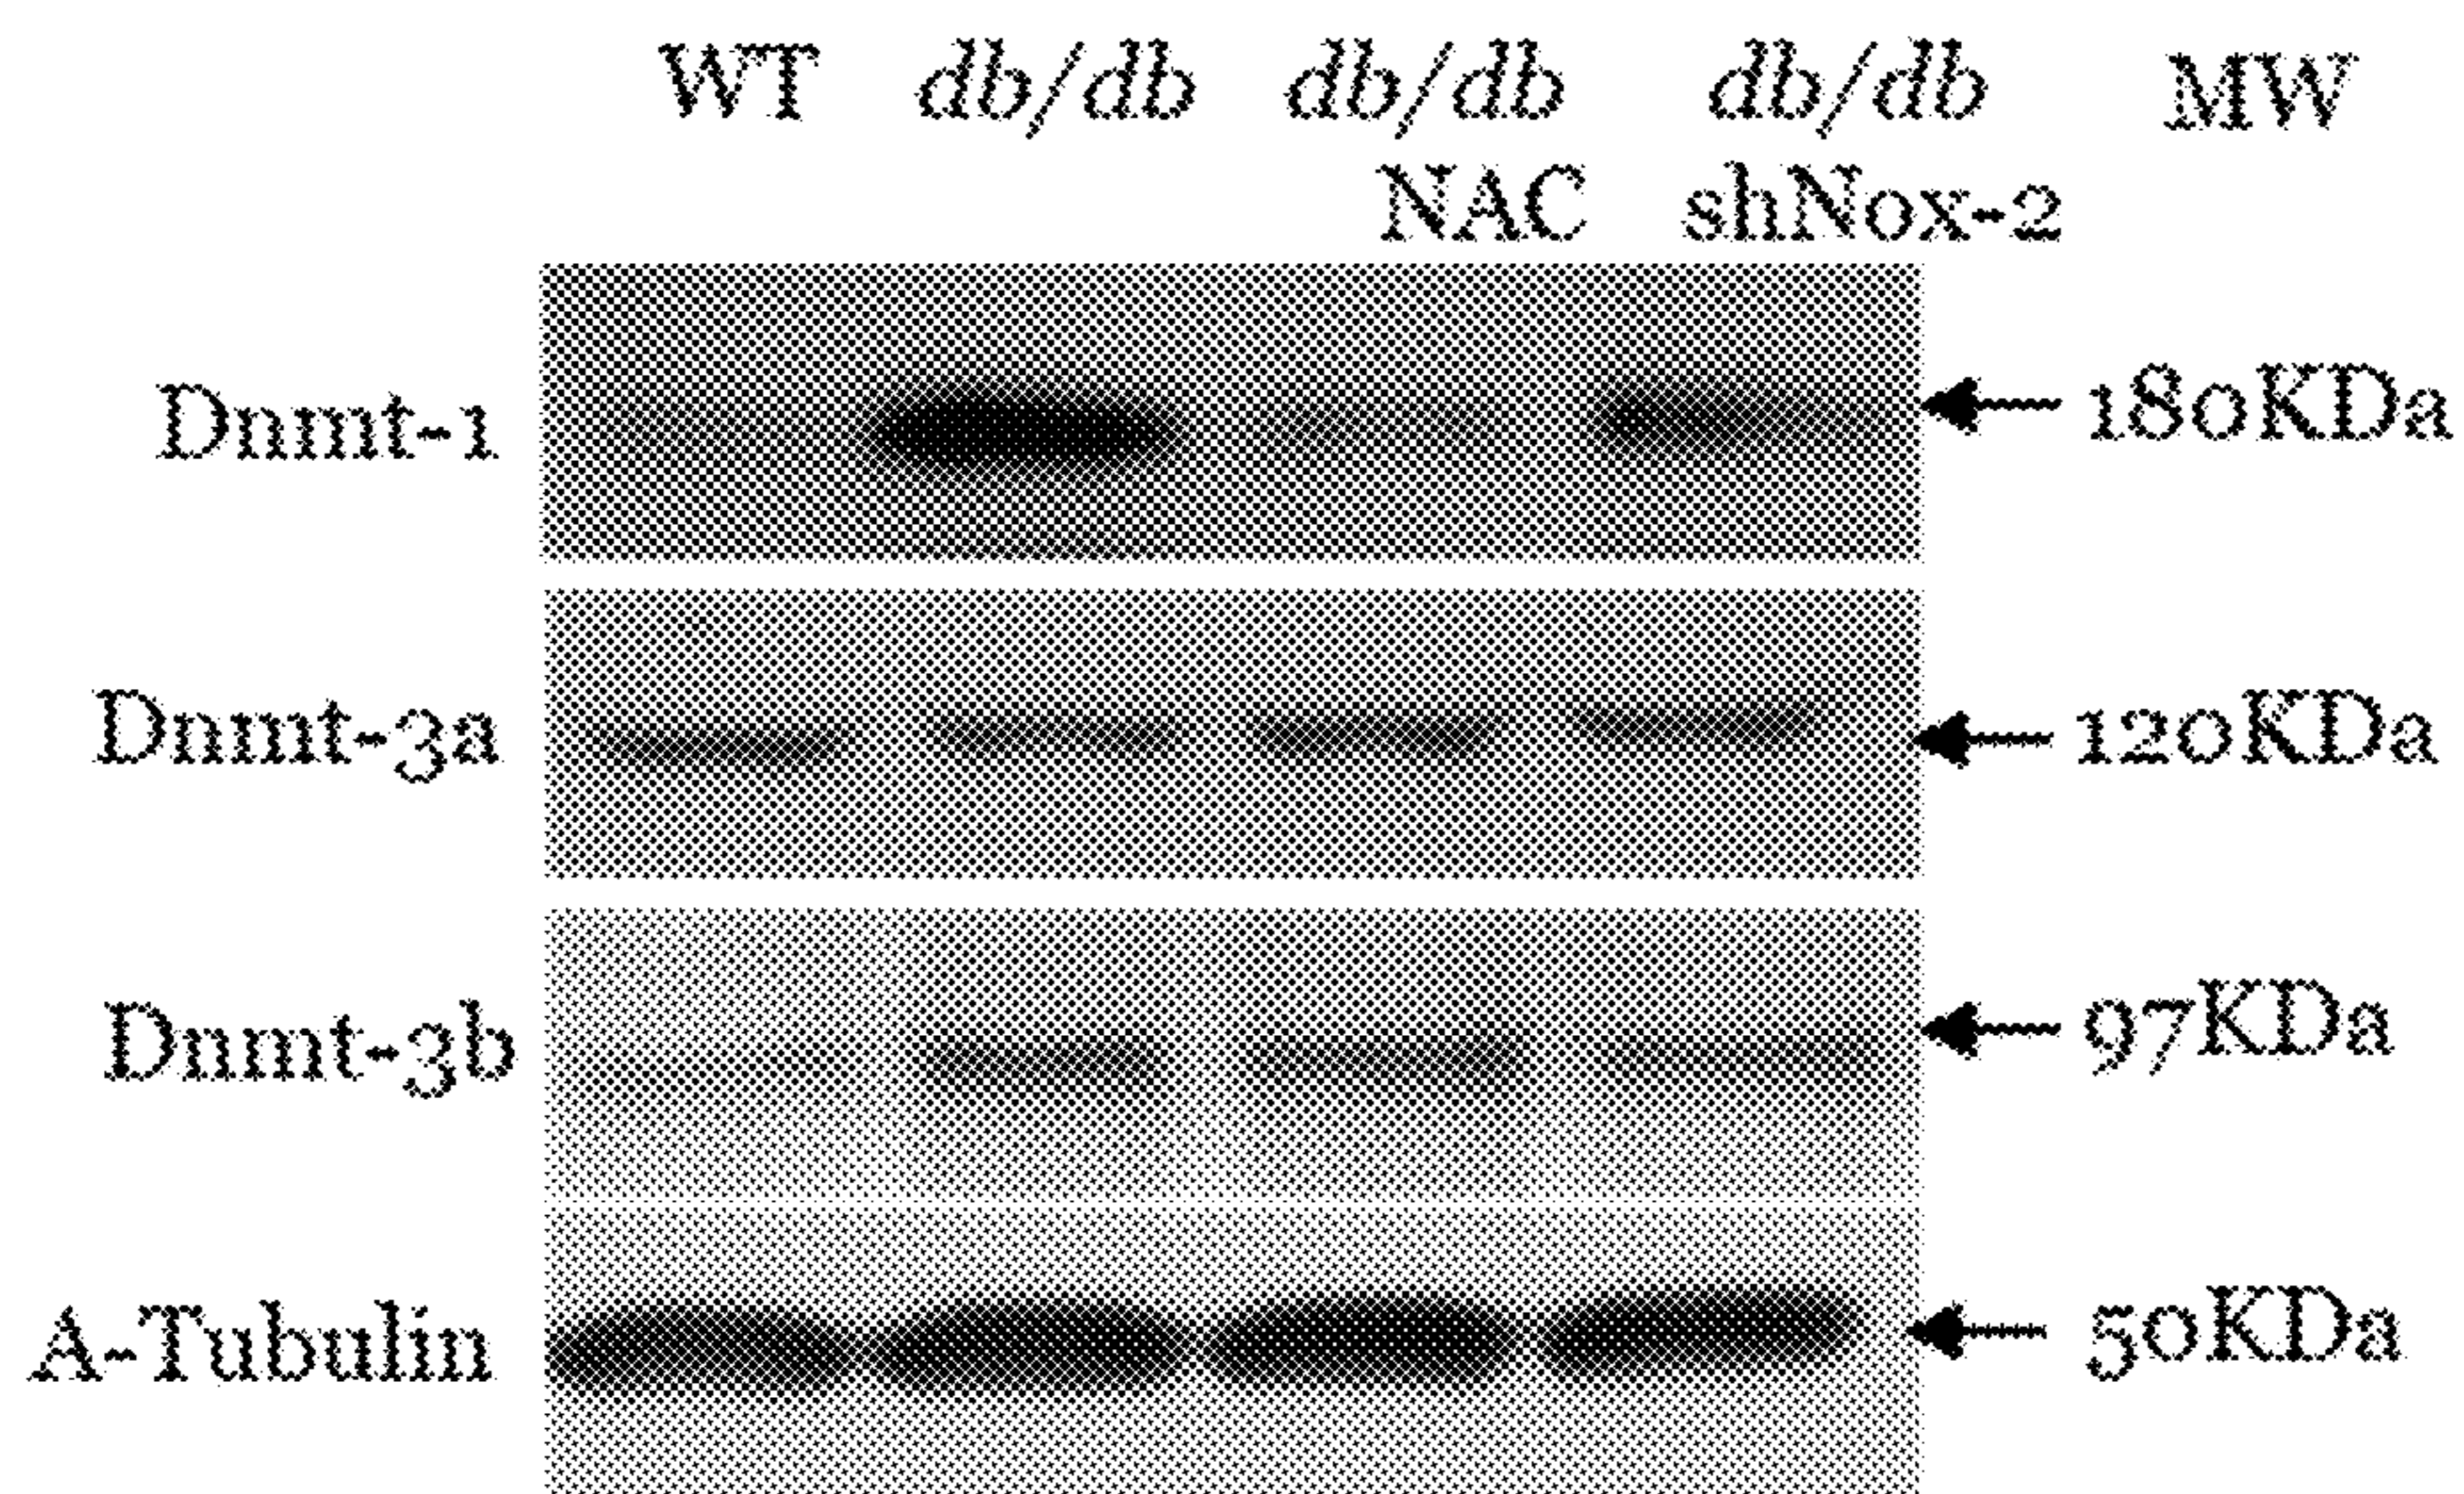 WT db/db db/db db/db MW
NAC shNox-2
Dnmt-1 180KDa
Dnmt-3a 120KDa
Dnmt-3b 97KDa
A-Tubulin 50KDa